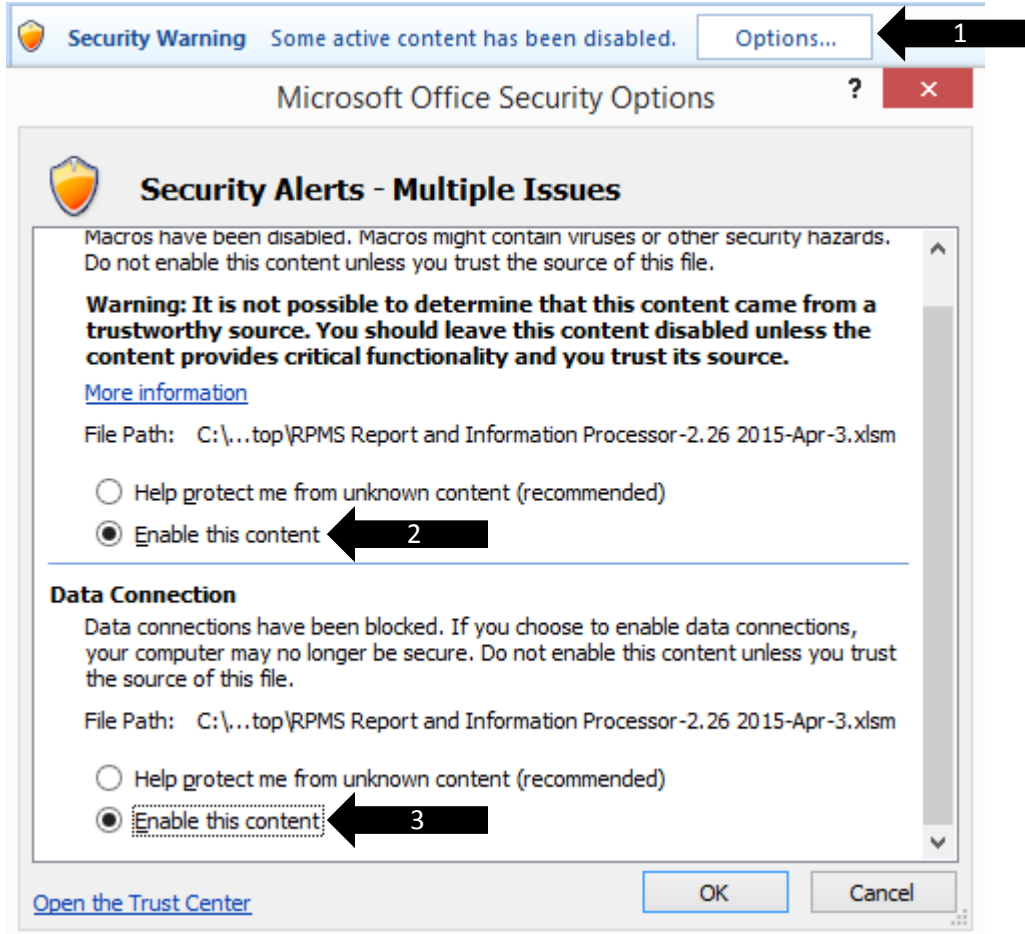 Security Warning Some active content has been disabled. Options... 1
Microsoft Office Security Options ? ×
Security Alerts - Multiple Issues
Macros have been disabled. Macros might contain viruses or other security hazards.
Do not enable this content unless you trust the source of this file.
Warning: It is not possible to determine that this content came from a
trustworthy source. You should leave this content disabled unless the
content provides critical functionality and you trust its source.
More information
File Path: C:\...top\RPMS Report and Information Processor-2.26 2015-Apr-3.xlsm
Help protect me from unknown content (recommended)
Enable this content 2
Data Connection
Data connections have been blocked. If you choose to enable data connections,
your computer may no longer be secure. Do not enable this content unless you trust
the source of this file.
File Path: C:\...top\RPMS Report and Information Processor-2.26 2015-Apr-3.xlsm
Help protect me from unknown content (recommended)
Enable this content 3
Open the Trust Center OK Cancel